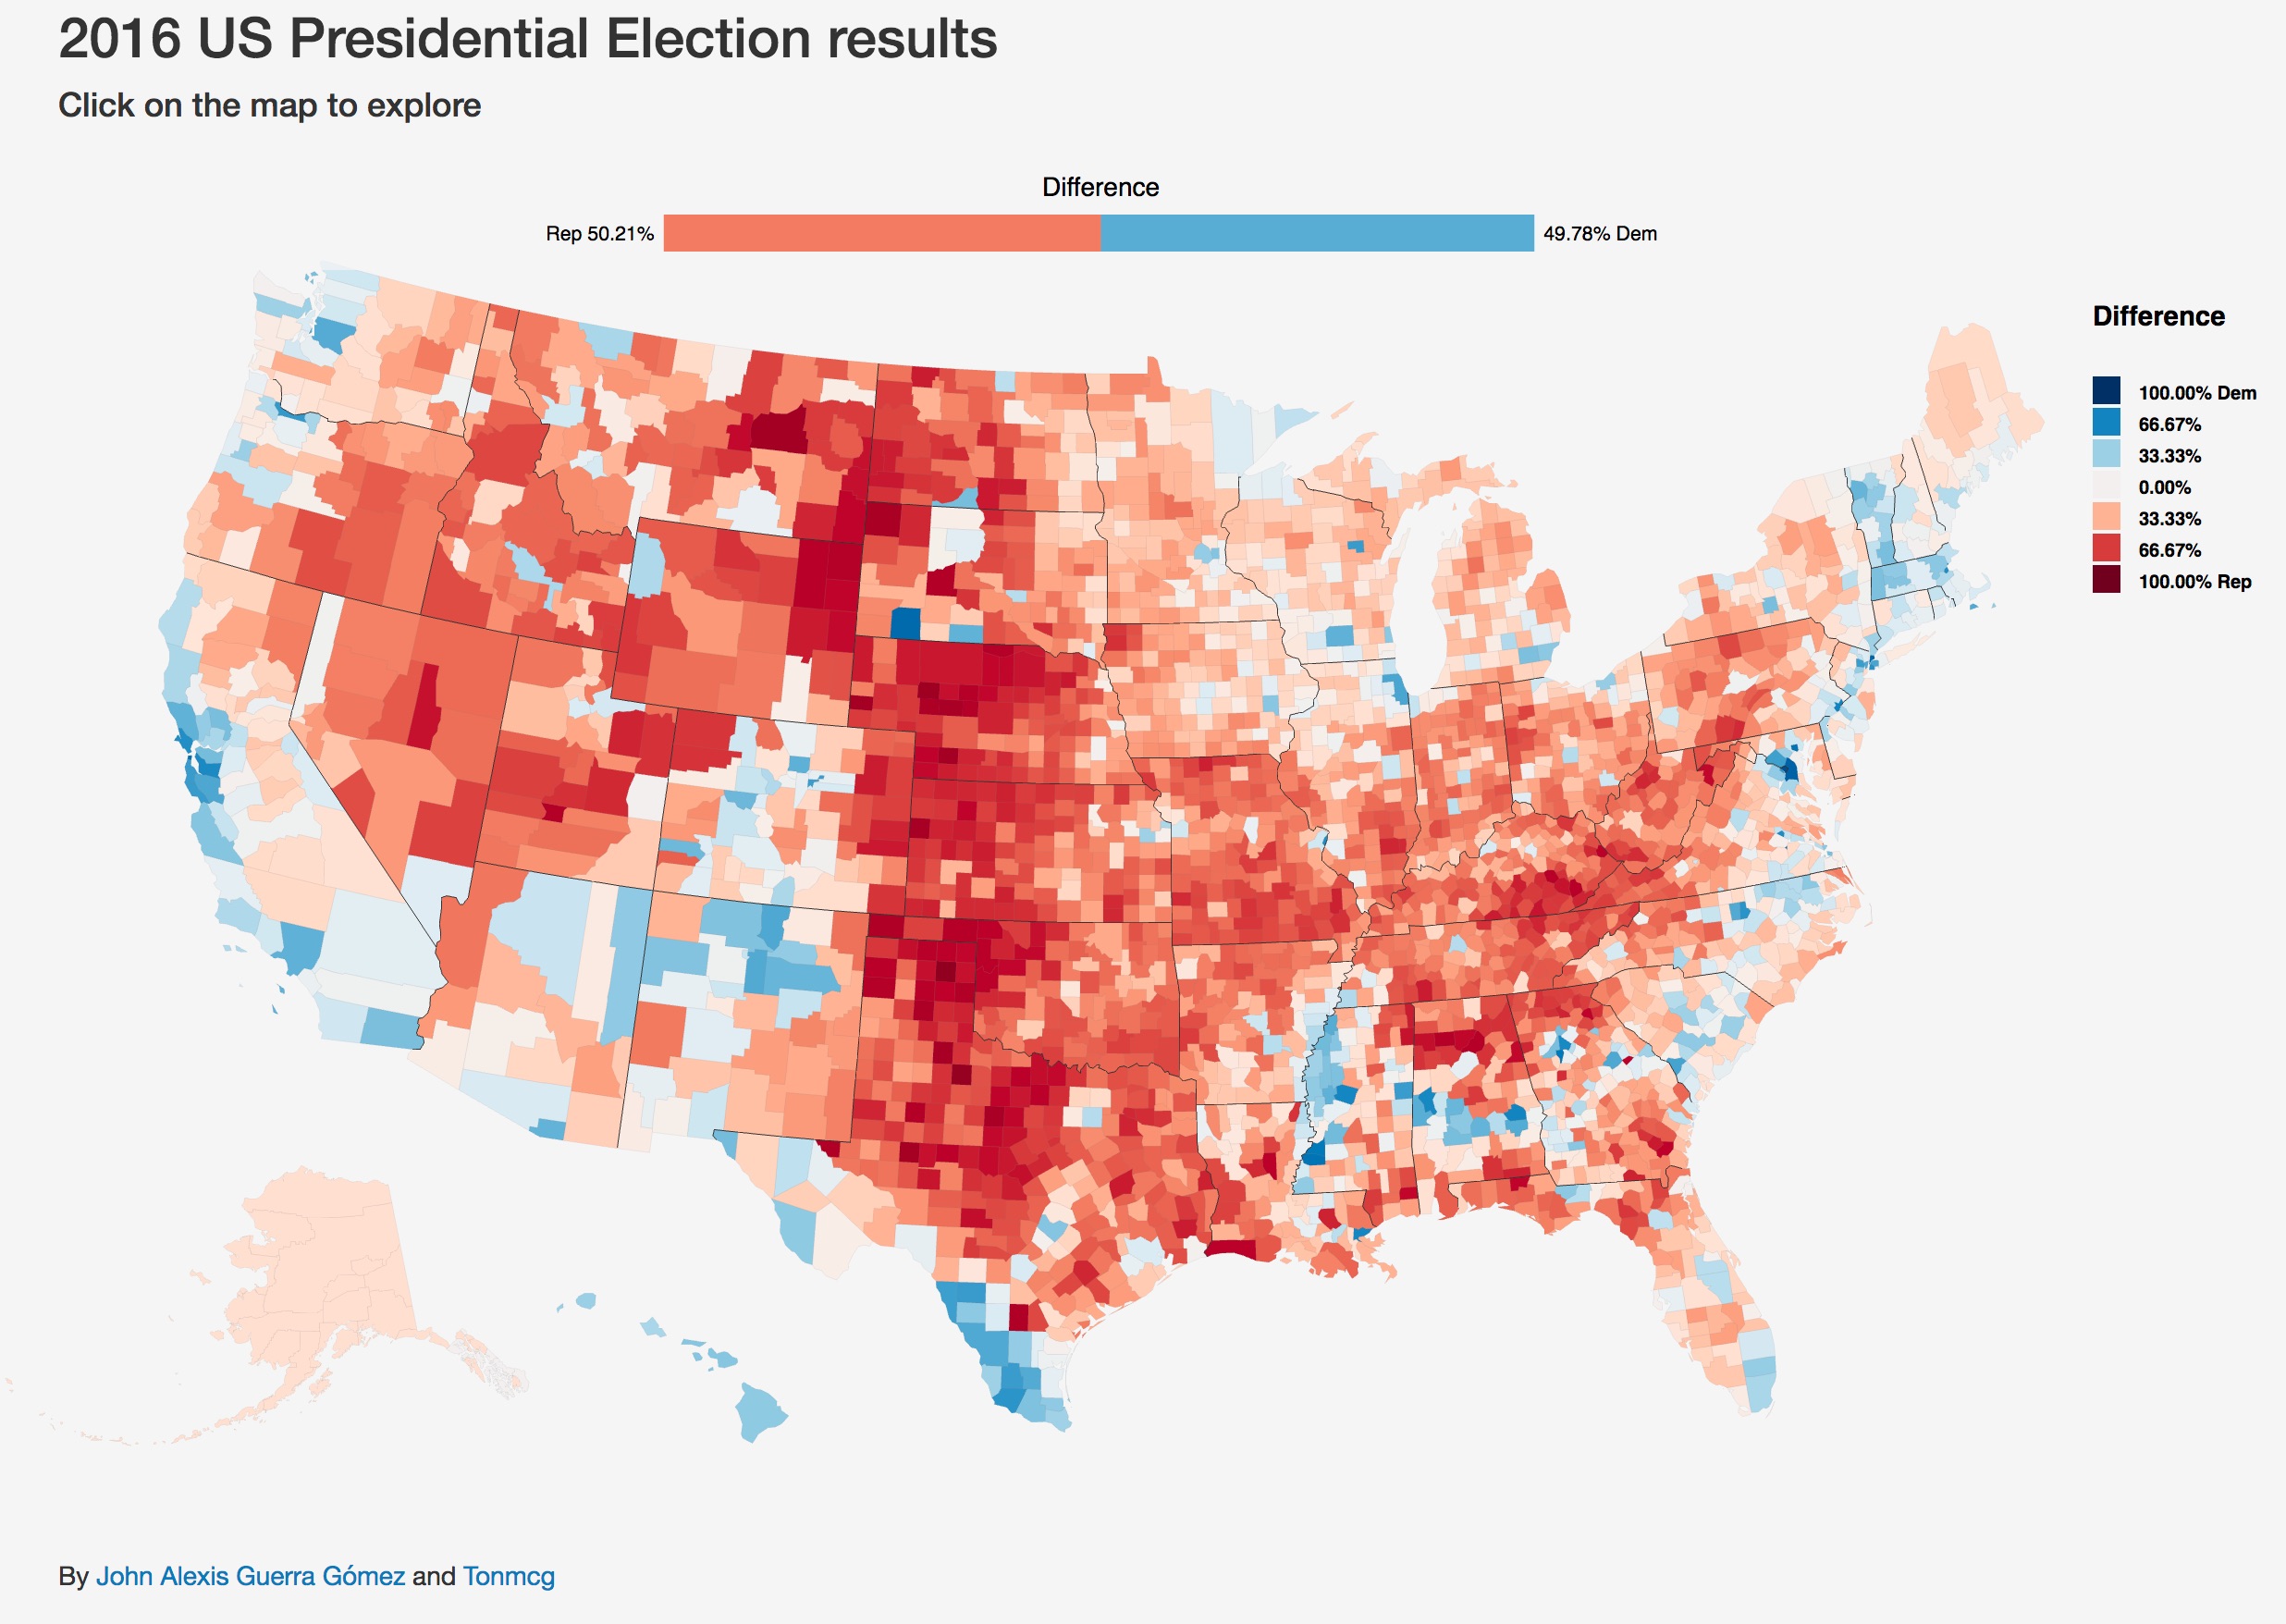 2016 US Presidential Election results
Click on the map to explore
Difference
Rep 50.21%
49.78% Dem
Difference
100.00% Dem
66.67%
33.33%
0.00%
33.33%
66.67%
100.00% Rep
By John Alexis Guerra Gómez and Tonmcg